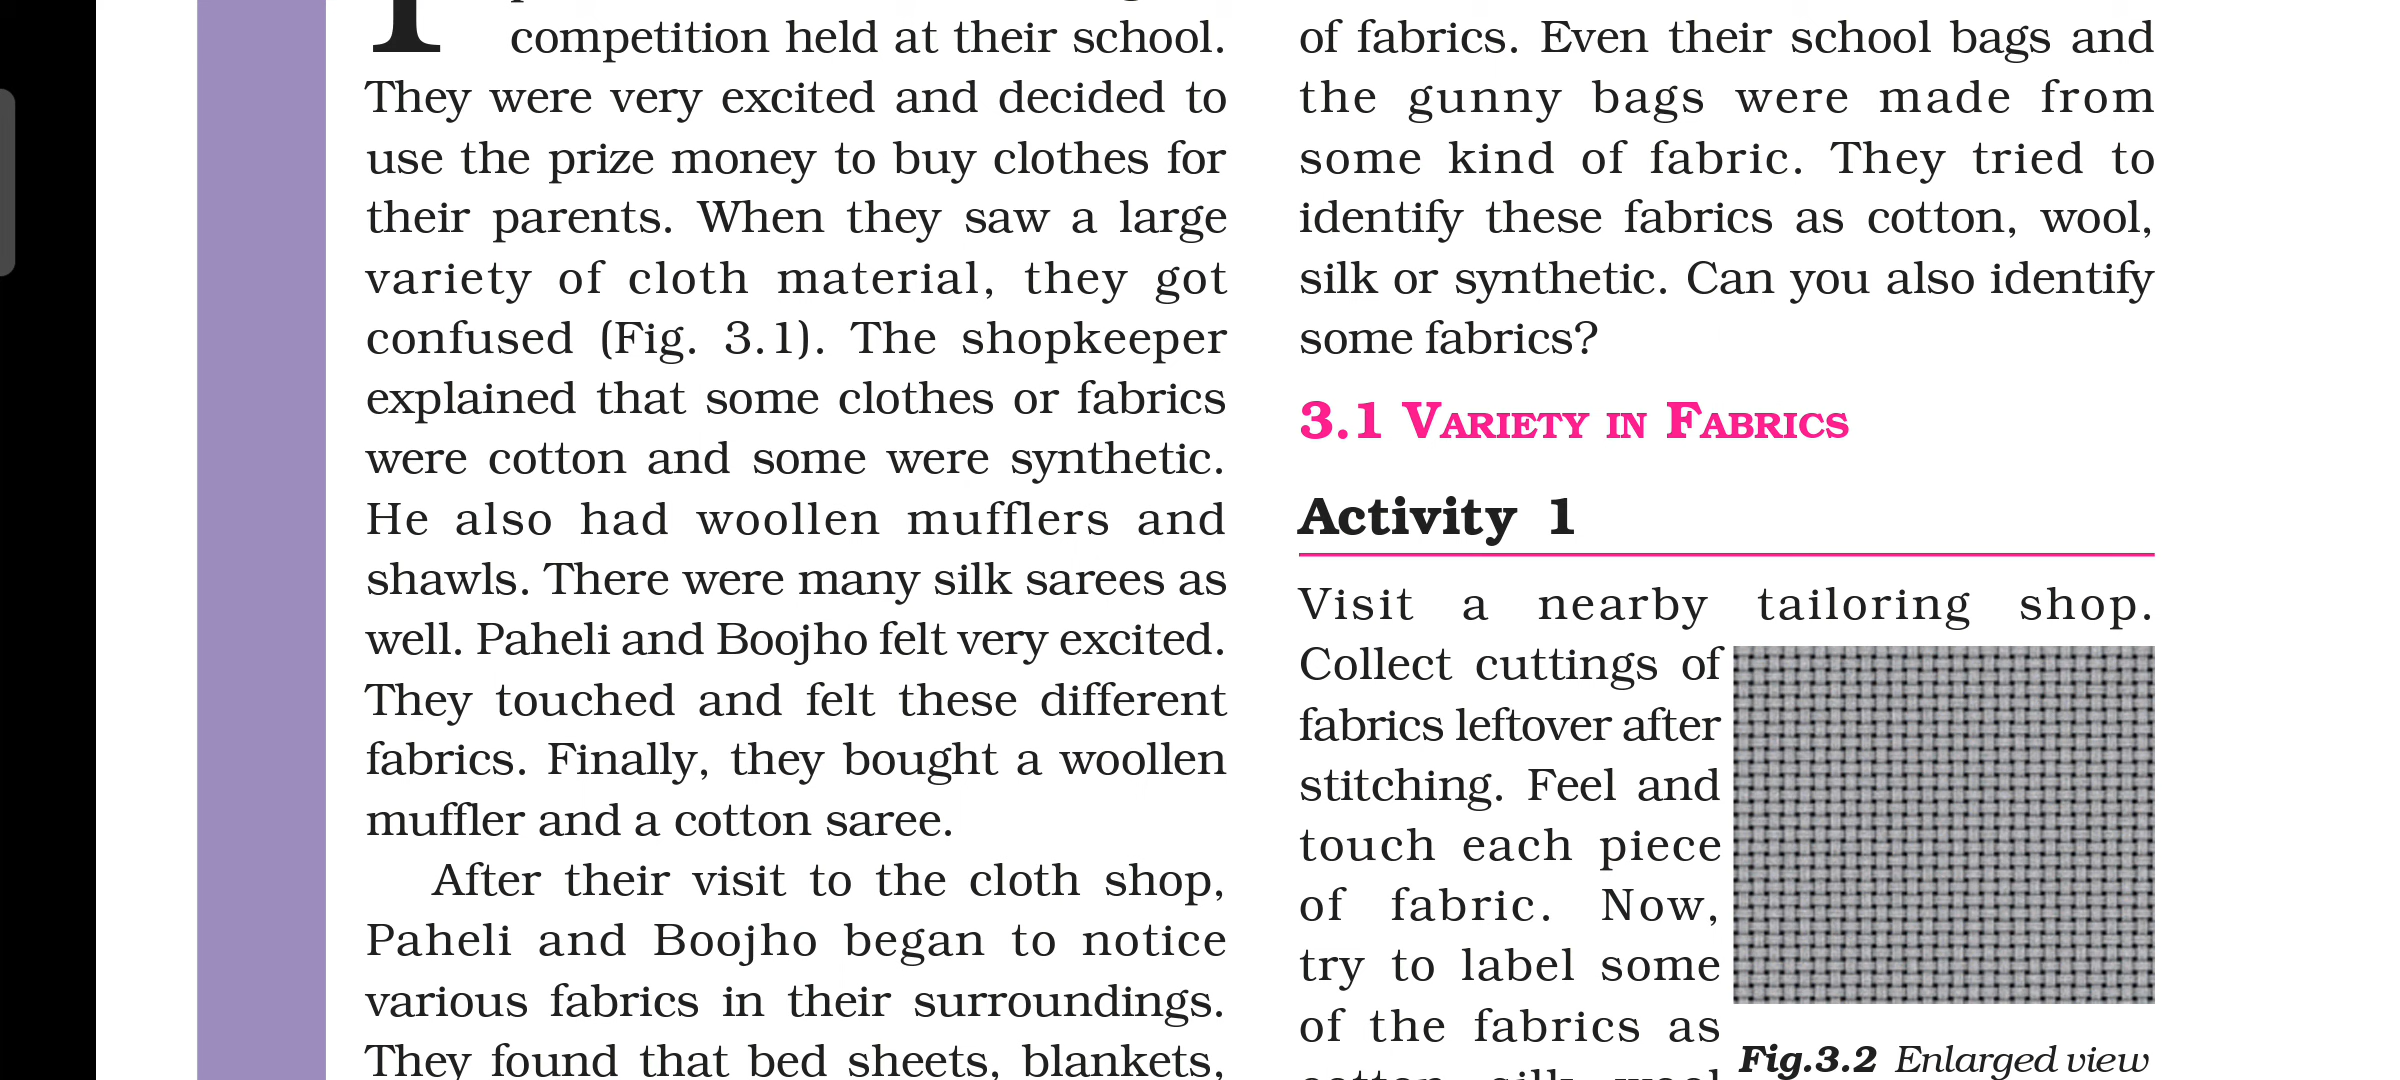 competition held at their school.
They were very excited and decided to
use the prize money to buy clothes for
their parents. When they saw a large
variety of cloth material, they got
confused (Fig. 3.1). The shopkeeper
explained that some clothes or fabrics
were cotton and some were synthetic.
He also had woollen mufflers and
shawls. There were many silk sarees as
well. Paheli and Boojho felt very excited.
They touched and felt these different
fabrics. Finally, they bought a woollen
muffler and a cotton saree.
After their visit to the cloth shop,
Paheli and Boojho began to notice
various fabrics in their surroundings.
They found that bed sheets, blankets,
of fabrics. Even their school bags and
the gunny bags were made from
some kind of fabric. They tried to
identify these fabrics as cotton, wool,
silk or synthetic. Can you also identify
some fabrics?
3.1 VARIETY IN FABRICS
Activity 1
Visit a nearby tailoring shop.
Collect cuttings of
fabrics leftover after
stitching. Feel and
touch each piece
of fabric. Now,
try to label some
of the fabrics as
Fig.3.2 Enlarged view